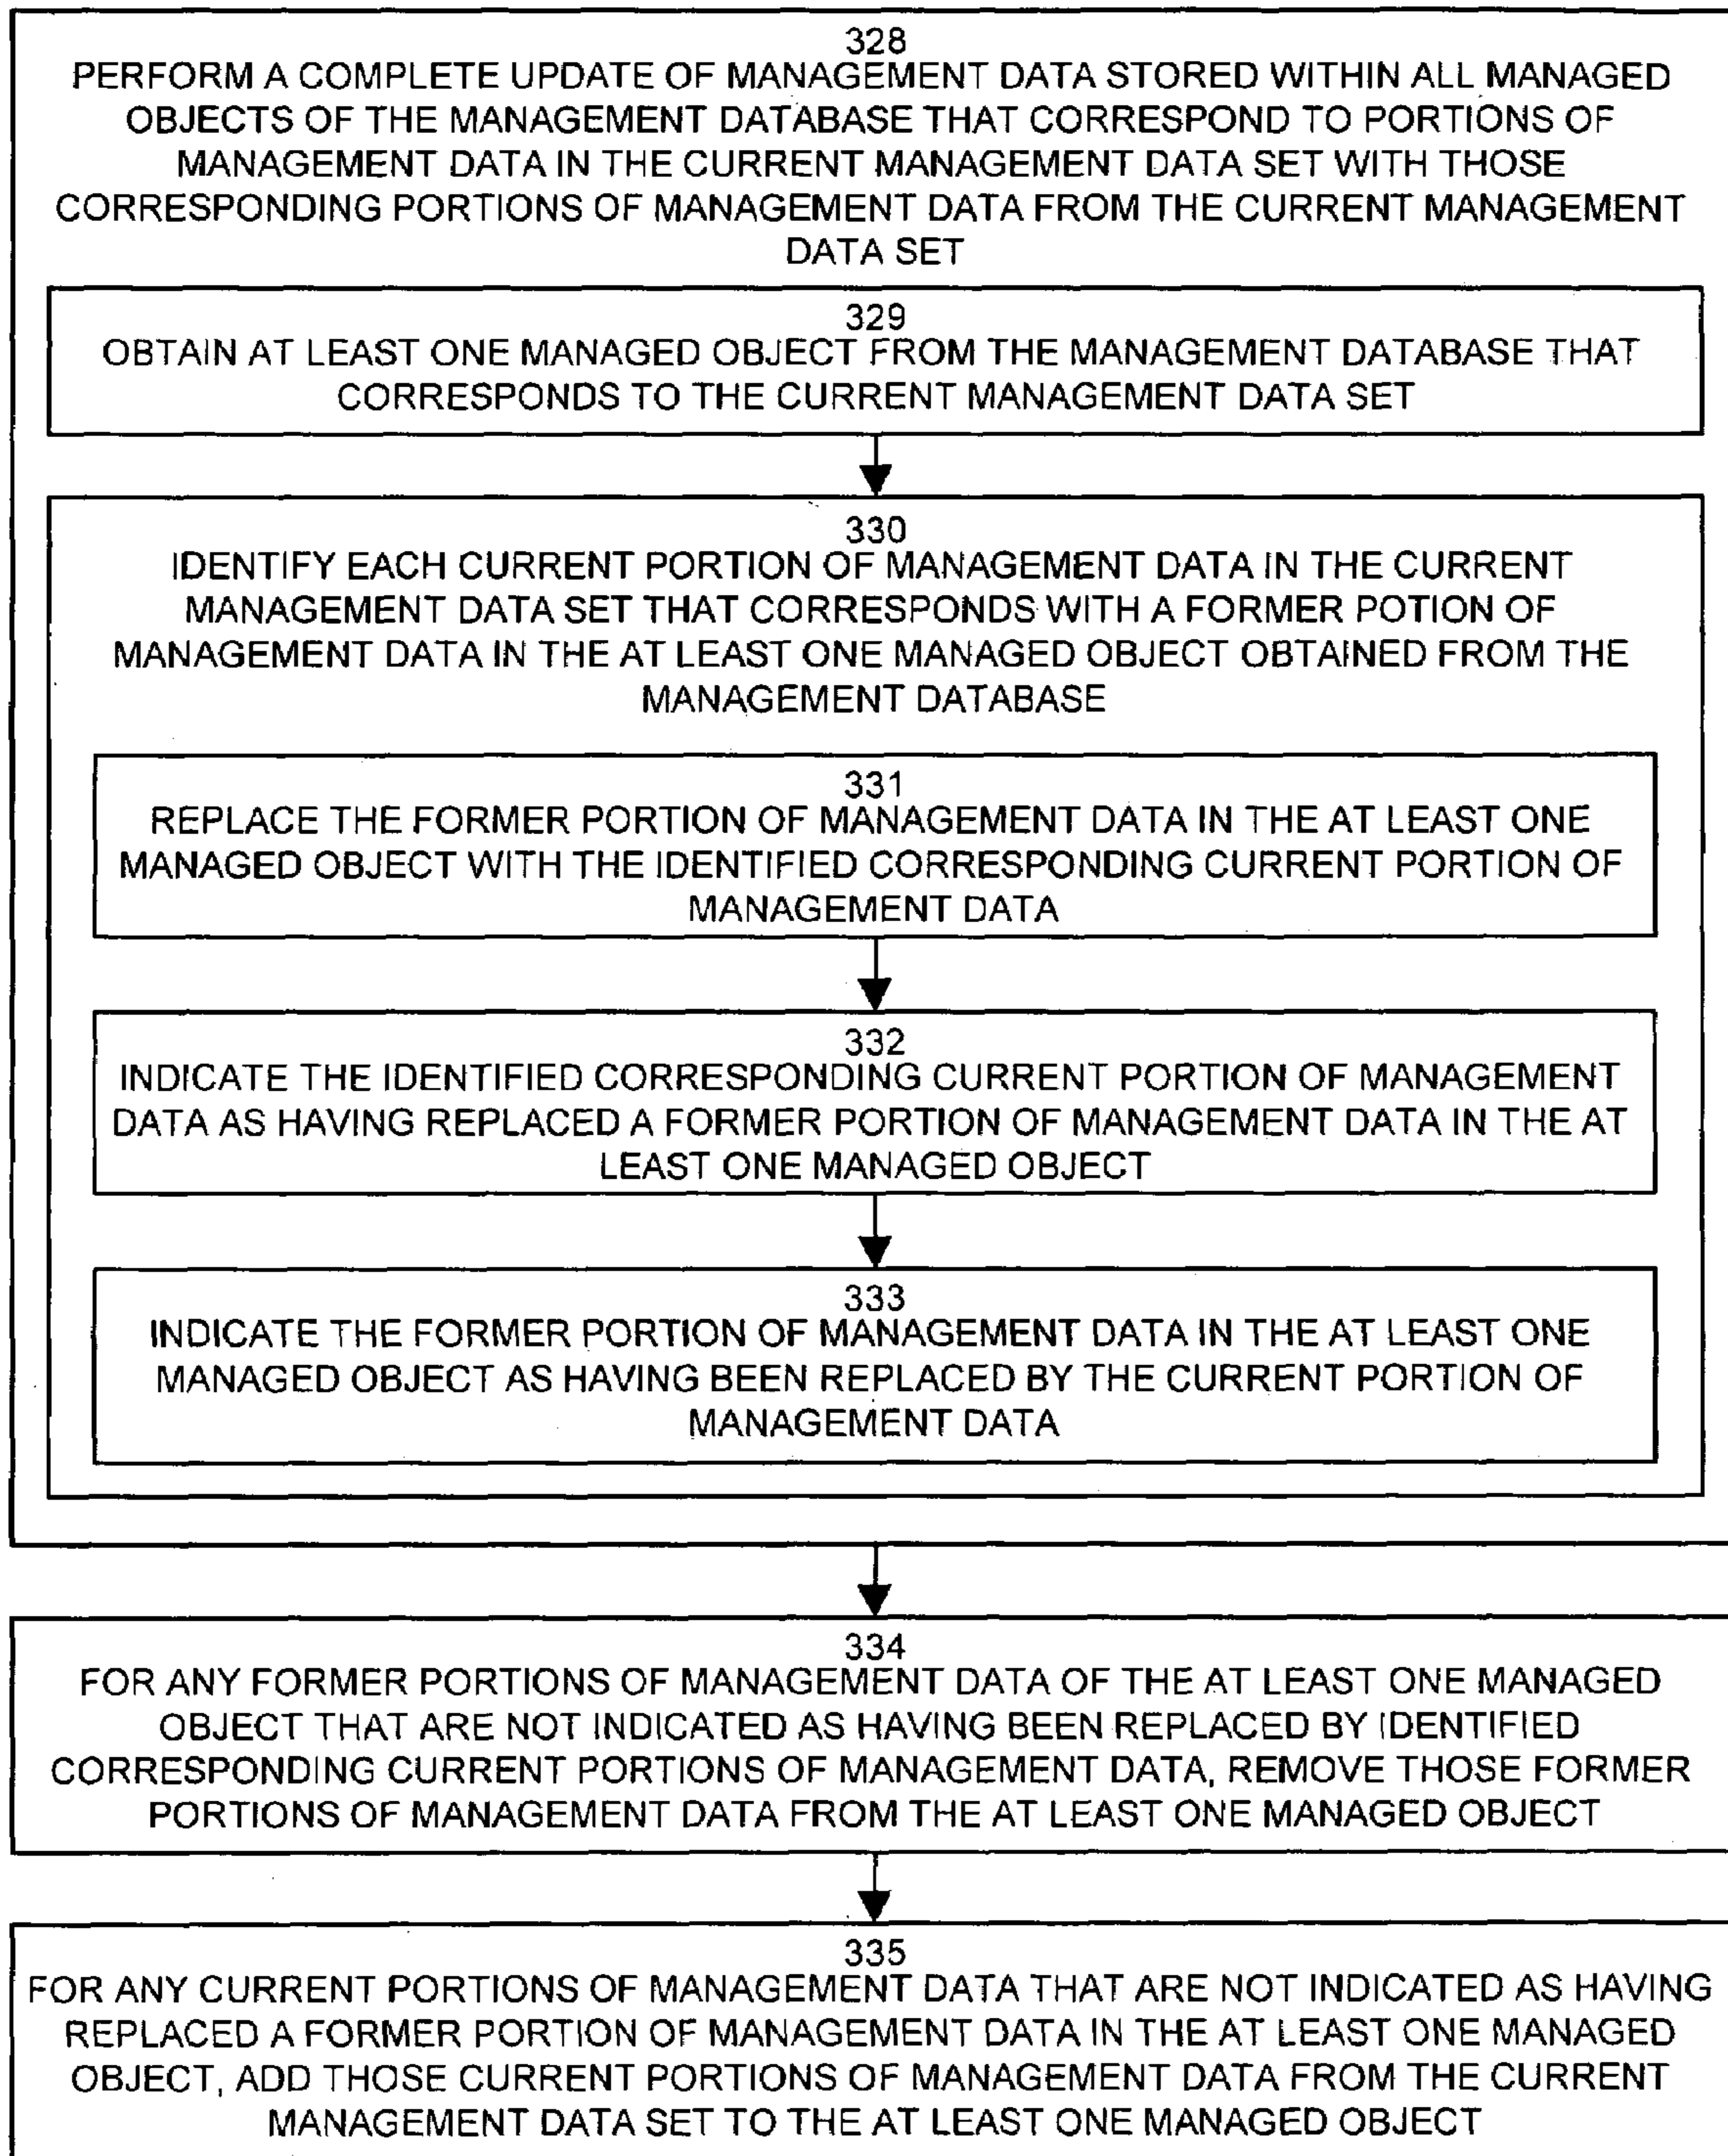 328
PERFORM A COMPLETE UPDATE OF MANAGEMENT DATA STORED WITHIN ALL MANAGED
OBJECTS OF THE MANAGEMENT DATABASE THAT CORRESPOND TO PORTIONS OF
MANAGEMENT DATA IN THE CURRENT MANAGEMENT DATA SET WITH THOSE
CORRESPONDING PORTIONS OF MANAGEMENT DATA FROM THE CURRENT MANAGEMENT
DATA SET
329
OBTAIN AT LEAST ONE MANAGED OBJECT FROM THE MANAGEMENT DATABASE THAT
CORRESPONDS TO THE CURRENT MANAGEMENT DATA SET
330
IDENTIFY EACH CURRENT PORTION OF MANAGEMENT DATA IN THE CURRENT
MANAGEMENT DATA SET THAT CORRESPONDS WITH A FORMER POTION OF
MANAGEMENT DATA IN THE AT LEAST ONE MANAGED OBJECT OBTAINED FROM THE
MANAGEMENT DATABASE
331
REPLACE THE FORMER PORTION OF MANAGEMENT DATA IN THE AT LEAST ONE
MANAGED OBJECT WITH THE IDENTIFIED CORRESPONDING CURRENT PORTION OF
MANAGEMENT DATA
332
INDICATE THE IDENTIFIED CORRESPONDING CURRENT PORTION OF MANAGEMENT
DATA AS HAVING REPLACED A FORMER PORTION OF MANAGEMENT DATA IN THE AT
LEAST ONE MANAGED OBJECT
333
INDICATE THE FORMER PORTION OF MANAGEMENT DATA IN THE AT LEAST ONE
MANAGED OBJECT AS HAVING BEEN REPLACED BY THE CURRENT PORTION OF
MANAGEMENT DATA
334
FOR ANY FORMER PORTIONS OF MANAGEMENT DATA OF THE AT LEAST ONE MANAGED
OBJECT THAT ARE NOT INDICATED AS HAVING BEEN REPLACED BY IDENTIFIED
CORRESPONDING CURRENT PORTIONS OF MANAGEMENT DATA, REMOVE THOSE FORMER
PORTIONS OF MANAGEMENT DATA FROM THE AT LEAST ONE MANAGED OBJECT
335
FOR ANY CURRENT PORTIONS OF MANAGEMENT DATA THAT ARE NOT INDICATED AS HAVING
REPLACED A FORMER PORTION OF MANAGEMENT DATA IN THE AT LEAST ONE MANAGED
OBJECT, ADD THOSE CURRENT PORTIONS OF MANAGEMENT DATA FROM THE CURRENT
MANAGEMENT DATA SET TO THE AT LEAST ONE MANAGED OBJECT